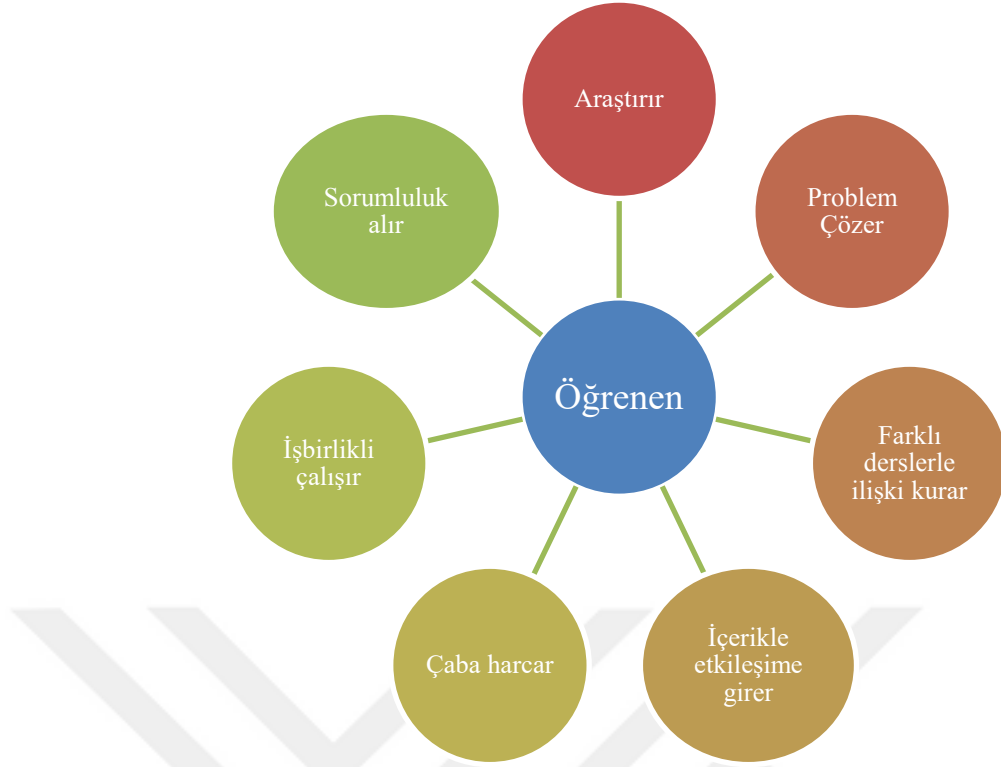 Araştırır
Problem
Çözer
Farklı
derslerle
ilişki kurar
İçerikle
etkileşime
girer
Çaba harcar
İşbirlikli
çalışır
Sorumluluk
alır
Öğrenen